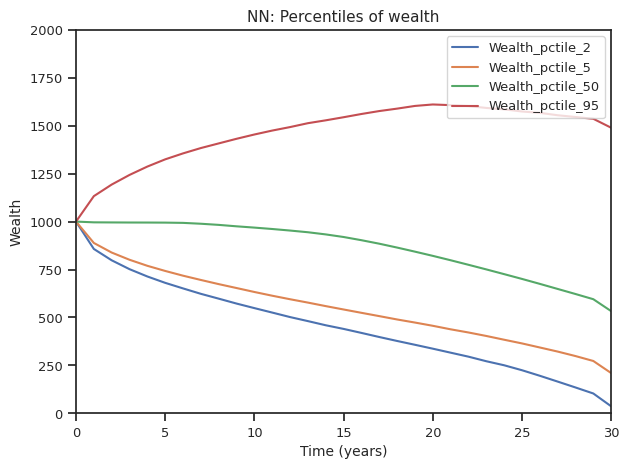 NN: Percentiles of wealth
2000
1750
1500
1250
1000
750
500
250
0
Wealth
Wealth_pctile_2
Wealth_pctile_5
Wealth_pctile_50
Wealth_pctile_95
0 5 10 15 20 25 30
Time (years)